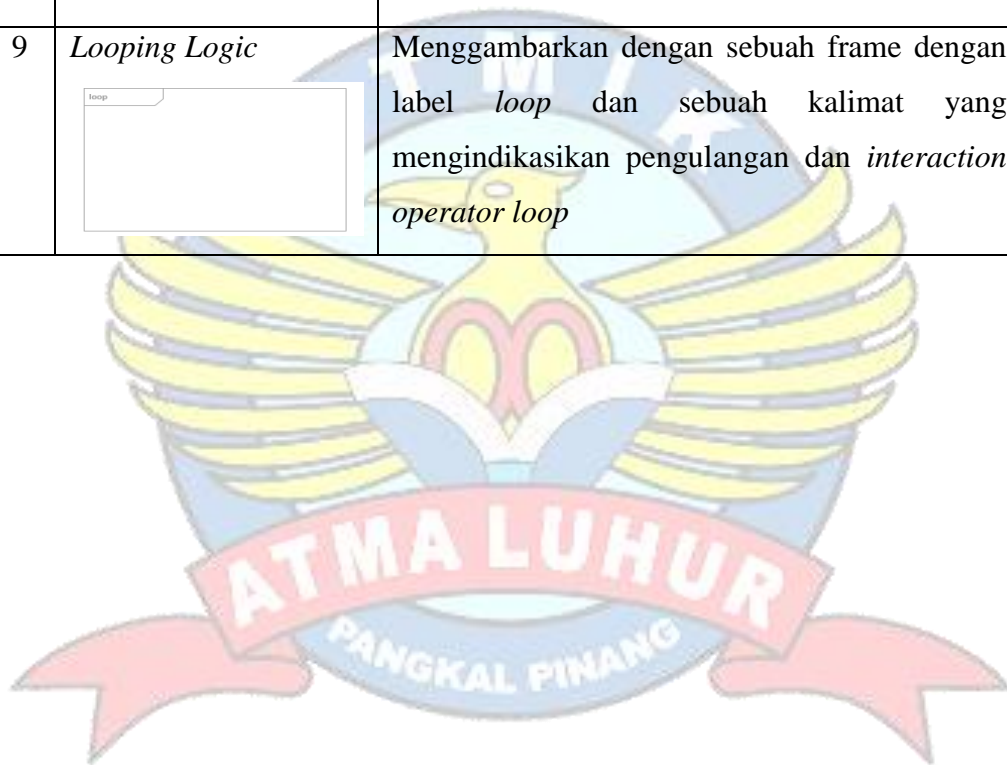 9 Looping Logic Menggambarkan dengan sebuah frame dengan
loop
label loop dan sebuah kalimat yang
mengindikasikan pengulangan dan interaction
operator loop
TMIK
ATMA LUHUR
PANGKAL PINANG